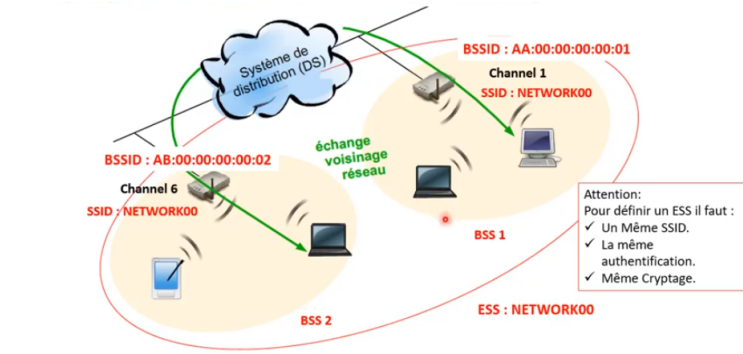 Système de
distribution (DS)
BSSID : AA:00:00:00:00:01
Channel 1
SSID : NETWORK00
échange
voisinage
réseau
BSSID : AB:00:00:00:00:02
Channel 6
SSID : NETWORK00
BSS 1
BSS 2
ESS : NETWORK00
Attention:
Pour définir un ESS il faut :
✓ Un Même SSID.
✓ La même
authentification.
✓ Même Cryptage.